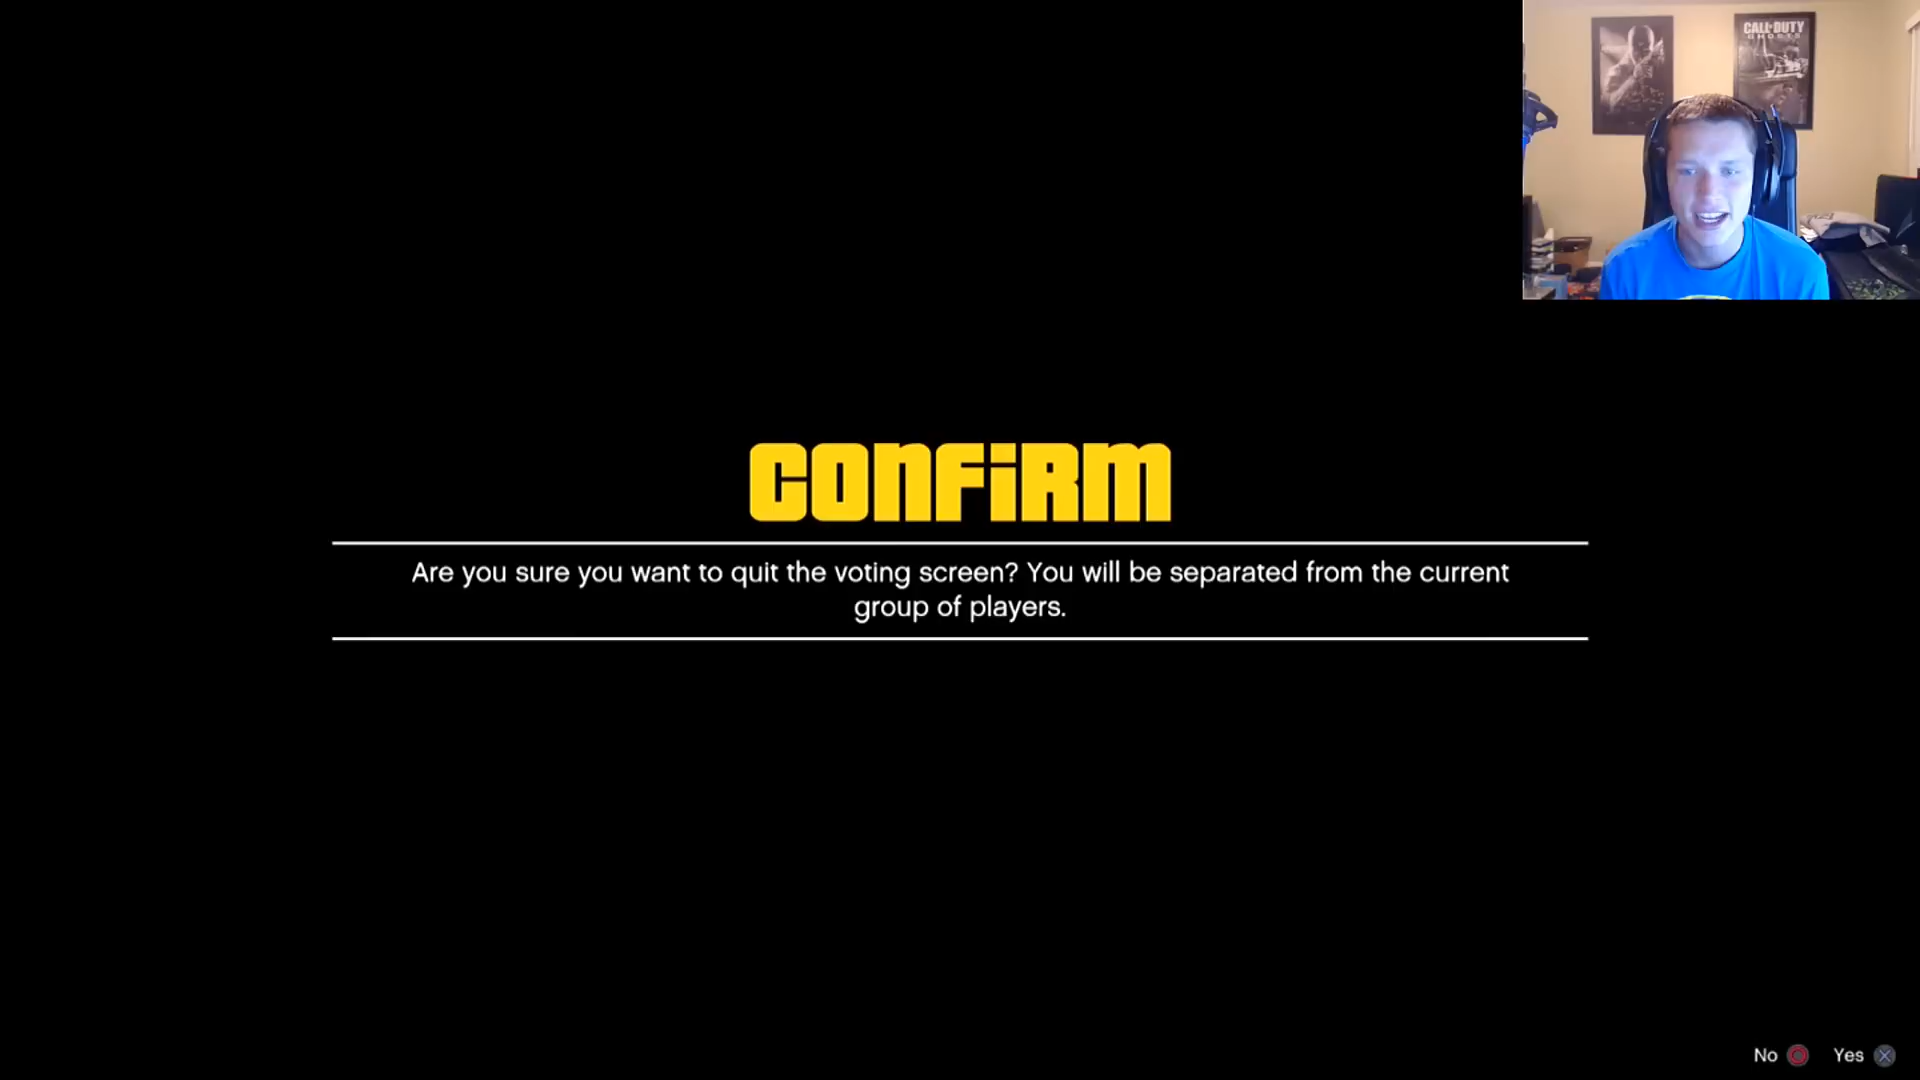 CALL OF DUTY
GHOSTS
CONFIRM
Are you sure you want to quit the voting screen? You will be separated from the current
group of players.
No Yes